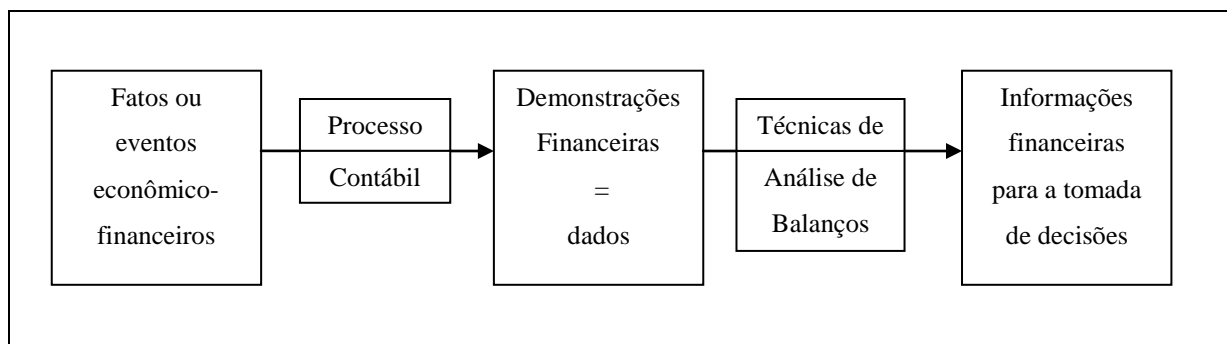 Fatos ou
eventos
econômico-
financeiros
Processo
Contábil
Demonstrações
Financeiras
=
dados
Técnicas de
Análise de
Balanços
Informações
financeiras
para a tomada
de decisões